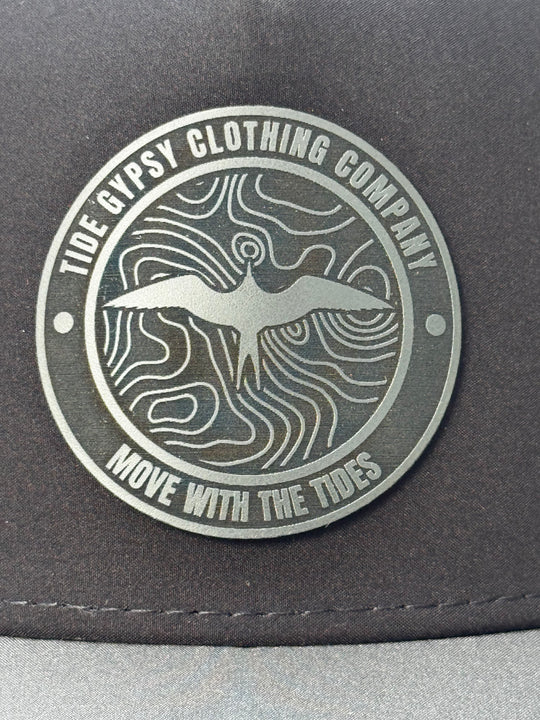 TIDE GYPSY CLOTHING COMPANY
MOVE WITH THE TIDES